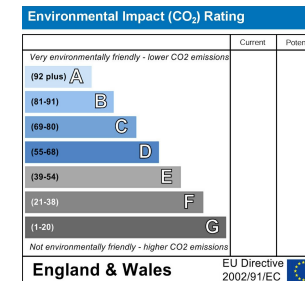 Environmental Impact (CO₂) Rating
Current Poten
Very environmentally friendly - lower CO2 emissions
(92 plus) A
(81-91) B
(69-80) C
(55-68) D
(39-54) E
(21-38) F
(1-20) G
Not environmentally friendly - higher CO2 emissions
England & Wales
EU Directive
2002/91/EC